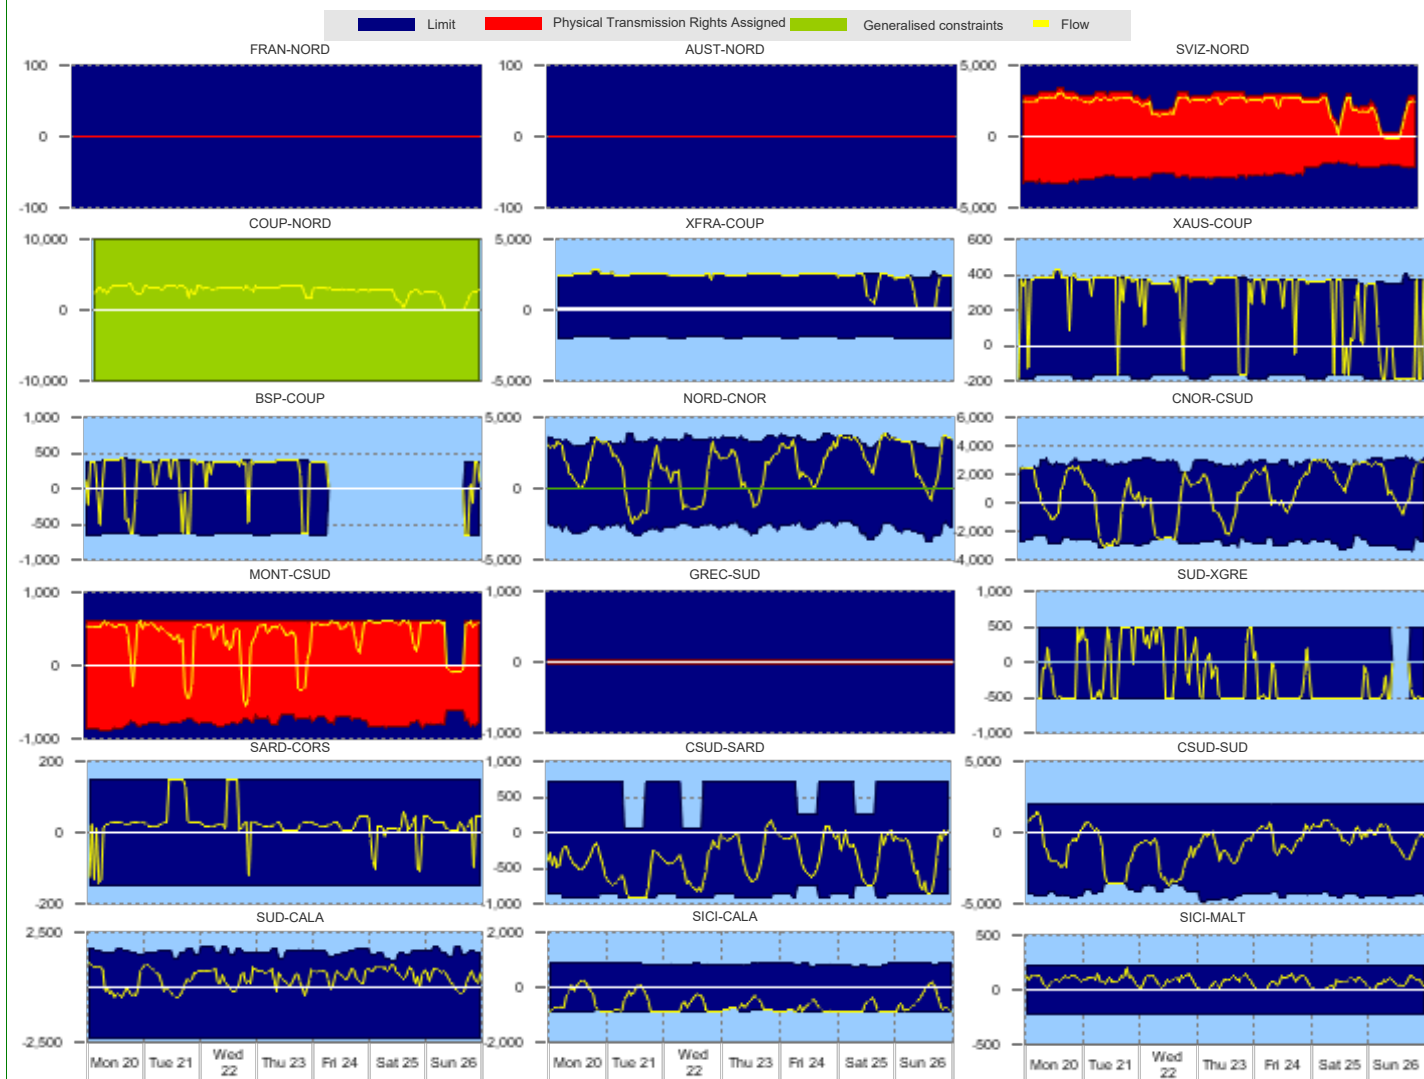 Limit Physical Transmission Rights Assigned Generalised constraints Flow
FRAN-NORD AUST-NORD SVIZ-NORD
100 100 5,000
0 0 0
-100 -100 -5,000
COUP-NORD XFRA-COUP XAUS-COUP
10,000 5,000 600
400
200
0 0 0
-10,000 -5,000 -200
BSP-COUP NORD-CNOR CNOR-CSUD
1,000 5,000 6,000
500 4,000
2,000
0 0 0
-500 -2,000
-1,000 -5,000 -4,000
MONT-CSUD GREC-SUD SUD-XGRE
1,000 1,000 1,000
500
0 0 0
-500
-1,000 -1,000 -1,000
SARD-CORS CSUD-SARD CSUD-SUD
200 1,000 5,000
500
0 0 0
-500
-200 -1,000 -5,000
SUD-CALA SICI-CALA SICI-MALT
2,500 2,000 500
0 0 0
-2,500 -2,000 -500
Mon 20 Tue 21 Wed 22 Thu 23 Fri 24 Sat 25 Sun 26 Mon 20 Tue 21 Wed 22 Thu 23 Fri 24 Sat 25 Sun 26 Mon 20 Tue 21 Wed 22 Thu 23 Fri 24 Sat 25 Sun 26